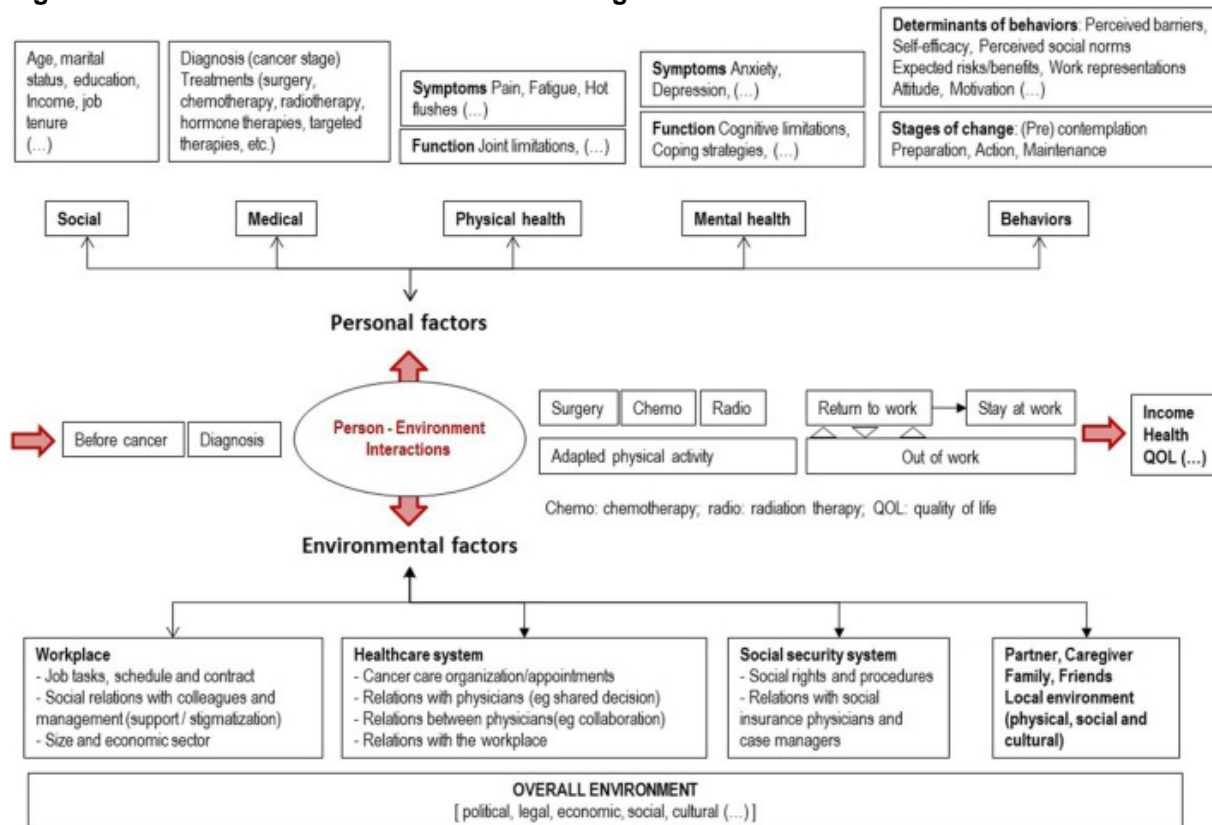 Age, marital
status, education,
Income, job
tenure
(…)
Diagnosis (cancer stage)
Treatments (surgery,
chemotherapy, radiotherapy,
hormone therapies, targeted
therapies, etc.)
Symptoms Pain, Fatigue, Hot
flushes (…)
Function Joint limitations, (…)
Symptoms Anxiety,
Depression, (…)
Function Cognitive limitations,
Coping strategies, (…)
Determinants of behaviors: Perceived barriers,
Self-efficacy, Perceived social norms
Expected risks/benefits, Work representations
Attitude, Motivation (…)
Stages of change: (Pre) contemplation
Preparation, Action, Maintenance
Social
Medical
Physical health
Mental health
Behaviors
Personal factors
Before cancer
Diagnosis
Person - Environment
Interactions
Surgery
Chemo
Radio
Adapted physical activity
Return to work
Stay at work
Out of work
Income
Health
QOL (…)
Chemo: chemotherapy; radio: radiation therapy; QOL: quality of life
Environmental factors
Workplace
- Job tasks, schedule and contract
- Social relations with colleagues and
management (support / stigmatization)
- Size and economic sector
Healthcare system
- Cancer care organization/appointments
- Relations with physicians (eg shared decision)
- Relations between physicians(eg collaboration)
- Relations with the workplace
Social security system
- Social rights and procedures
- Relations with social
insurance physicians and
case managers
Partner, Caregiver
Family, Friends
Local environment
(physical, social and
cultural)
OVERALL ENVIRONMENT
[ political, legal, economic, social, cultural (…) ]